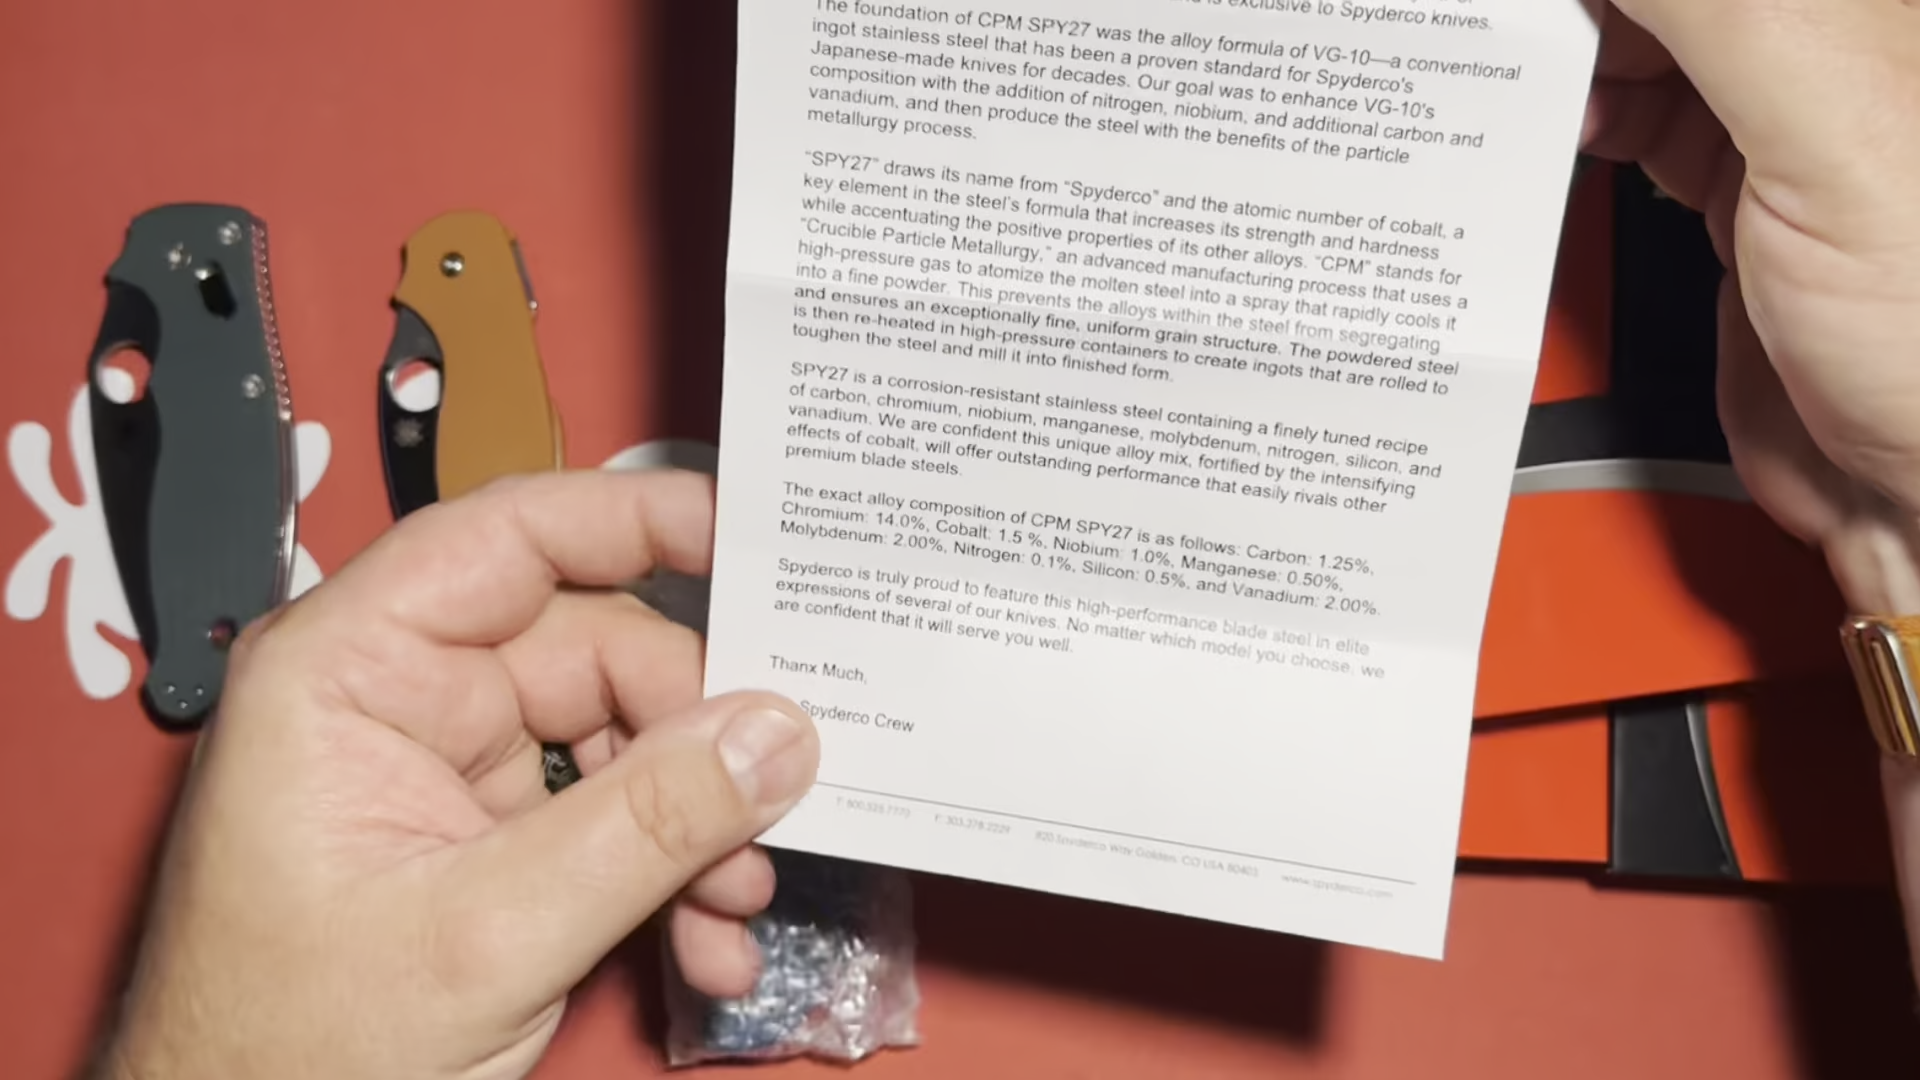 is exclusive to Spyderco knives.
The foundation of CPM SPY27 was the alloy formula of VG-10—a conventional
ingot stainless steel that has been a proven standard for Spyderco's
Japanese-made knives for decades. Our goal was to enhance VG-10's
composition with the addition of nitrogen, niobium, and additional carbon and
vanadium, and then produce the steel with the benefits of the particle
metallurgy process.
"SPY27" draws its name from "Spyderco" and the atomic number of cobalt, a
key element in the steel's formula that increases its strength and hardness
while accentuating the positive properties of its other alloys. "CPM" stands for
"Crucible Particle Metallurgy," an advanced manufacturing process that uses a
high-pressure gas to atomize the molten steel into a spray that rapidly cools it
into a fine powder. This prevents the alloys within the steel from segregating
and ensures an exceptionally fine, uniform grain structure. The powdered steel
is then re-heated in high-pressure containers to create ingots that are rolled to
toughen the steel and mill it into finished form.
SPY27 is a corrosion-resistant stainless steel containing a finely tuned recipe
of carbon, chromium, niobium, manganese, molybdenum, nitrogen, silicon, and
vanadium. We are confident this unique alloy mix, fortified by the intensifying
effects of cobalt, will offer outstanding performance that easily rivals other
premium blade steels.
The exact alloy composition of CPM SPY27 is as follows: Carbon: 1.25%,
Chromium: 14.0%, Cobalt: 1.5 %, Niobium: 1.0%, Manganese: 0.50%,
Molybdenum: 2.00%, Nitrogen: 0.1%, Silicon: 0.5%, and Vanadium: 2.00%.
Spyderco is truly proud to feature this high-performance blade steel in elite
expressions of several of our knives. No matter which model you choose, we
are confident that it will serve you well.
Thanx Much,
Spyderco Crew
820 Spyderco Way Golden, CO USA 80403 www.spyderco.com